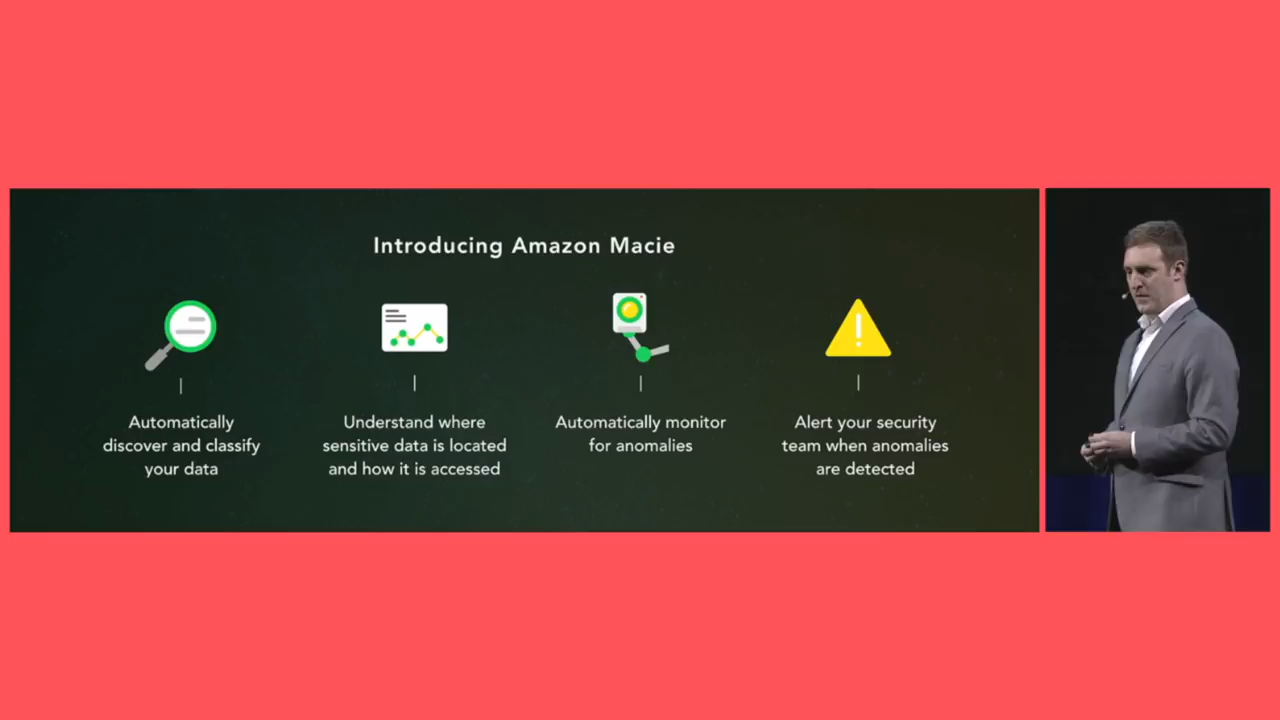 Introducing Amazon Macie
Automatically
discover and classify
your data
Understand where
sensitive data is located
and how it is accessed
Automatically monitor
for anomalies
Alert your security
team when anomalies
are detected